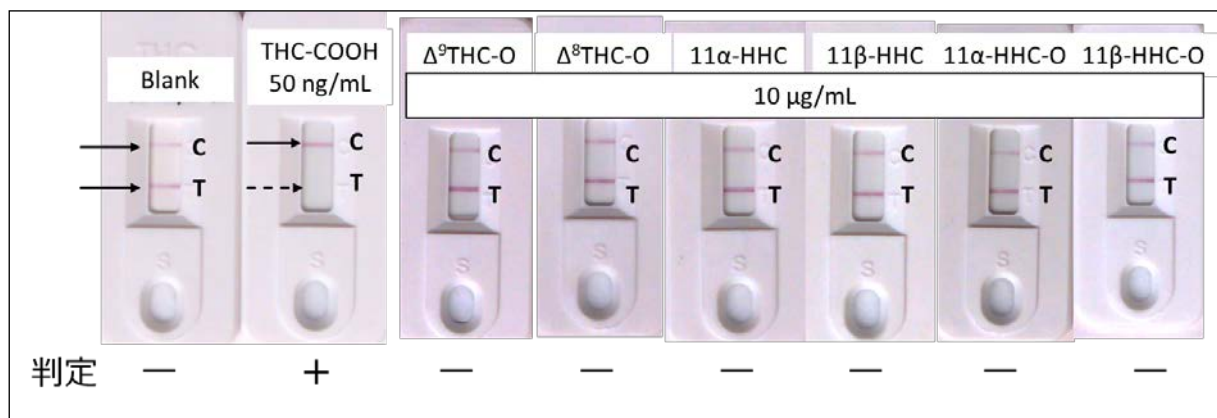 Blank
THC-COOH
50 ng/mL
Δ⁹THC-O
Δ⁸THC-O
11α-HHC
11β-HHC
11α-HHC-O
11β-HHC-O
10 μg/mL
C
T
C
T
C
T
C
T
C
T
C
T
C
T
C
T
S
S
S
S
S
S
S
S
判定 − + − − − − − −